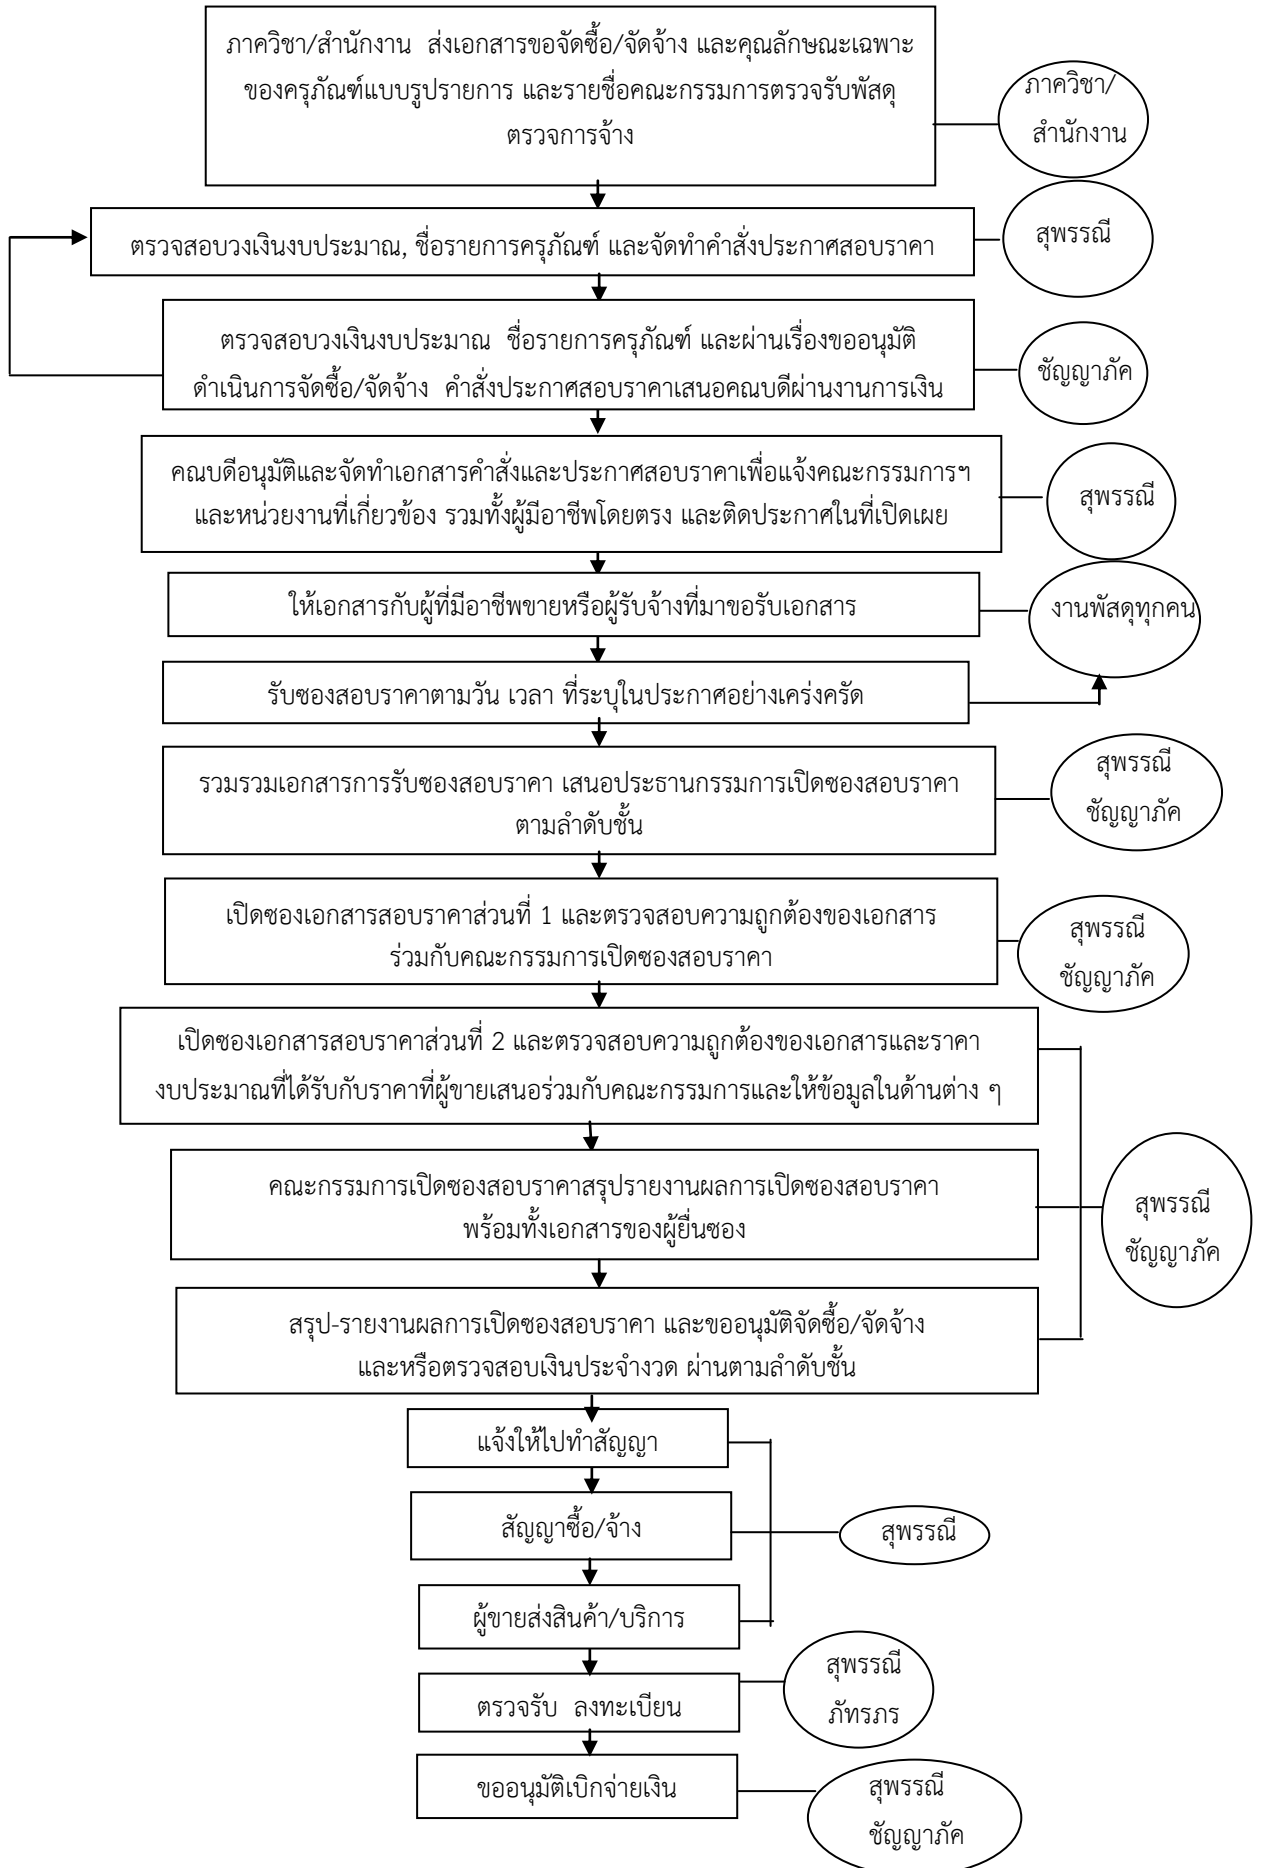 ภาควิชา/สำนักงาน ส่งเอกสารขอจัดซื้อ/จัดจ้าง และคุณลักษณะเฉพาะ
ของครุภัณฑ์แบบรูปรายการ และรายชื่อคณะกรรมการตรวจรับพัสดุ
ตรวจการจ้าง
ภาควิชา/
สำนักงาน
ตรวจสอบวงเงินงบประมาณ, ชื่อรายการครุภัณฑ์ และจัดทำคำสั่งประกาศสอบราคา
สุพรรณี
ตรวจสอบวงเงินงบประมาณ ชื่อรายการครุภัณฑ์ และผ่านเรื่องขออนุมัติ
ดำเนินการจัดซื้อ/จัดจ้าง คำสั่งประกาศสอบราคาเสนอคณบดีผ่านงานการเงิน
ชัญญาภัค
คณบดีอนุมัติและจัดทำเอกสารคำสั่งและประกาศสอบราคาเพื่อแจ้งคณะกรรมการฯ
และหน่วยงานที่เกี่ยวข้อง รวมทั้งผู้มีอาชีพโดยตรง และติดประกาศในที่เปิดเผย
สุพรรณี
ให้เอกสารกับผู้ที่มีอาชีพขายหรือผู้รับจ้างที่มาขอรับเอกสาร
งานพัสดุทุกคน
รับซองสอบราคาตามวัน เวลา ที่ระบุในประกาศอย่างเคร่งครัด
รวมรวมเอกสารการรับซองสอบราคา เสนอประธานกรรมการเปิดซองสอบราคา
ตามลำดับชั้น
สุพรรณี
ชัญญาภัค
เปิดซองเอกสารสอบราคาส่วนที่ 1 และตรวจสอบความถูกต้องของเอกสาร
ร่วมกับคณะกรรมการเปิดซองสอบราคา
สุพรรณี
ชัญญาภัค
เปิดซองเอกสารสอบราคาส่วนที่ 2 และตรวจสอบความถูกต้องของเอกสารและราคา
งบประมาณที่ได้รับกับราคาที่ผู้ขายเสนอร่วมกับคณะกรรมการและให้ข้อมูลในด้านต่าง ๆ
คณะกรรมการเปิดซองสอบราคาสรุปรายงานผลการเปิดซองสอบราคา
พร้อมทั้งเอกสารของผู้ยื่นซอง
สุพรรณี
ชัญญาภัค
สรุป-รายงานผลการเปิดซองสอบราคา และขออนุมัติจัดซื้อ/จัดจ้าง
และหรือตรวจสอบเงินประจำงวด ผ่านตามลำดับชั้น
แจ้งให้ไปทำสัญญา
สัญญาซื้อ/จ้าง
สุพรรณี
ผู้ขายส่งสินค้า/บริการ
ตรวจรับ ลงทะเบียน
สุพรรณี
ภัทรภร
ขออนุมัติเบิกจ่ายเงิน
สุพรรณี
ชัญญาภัค